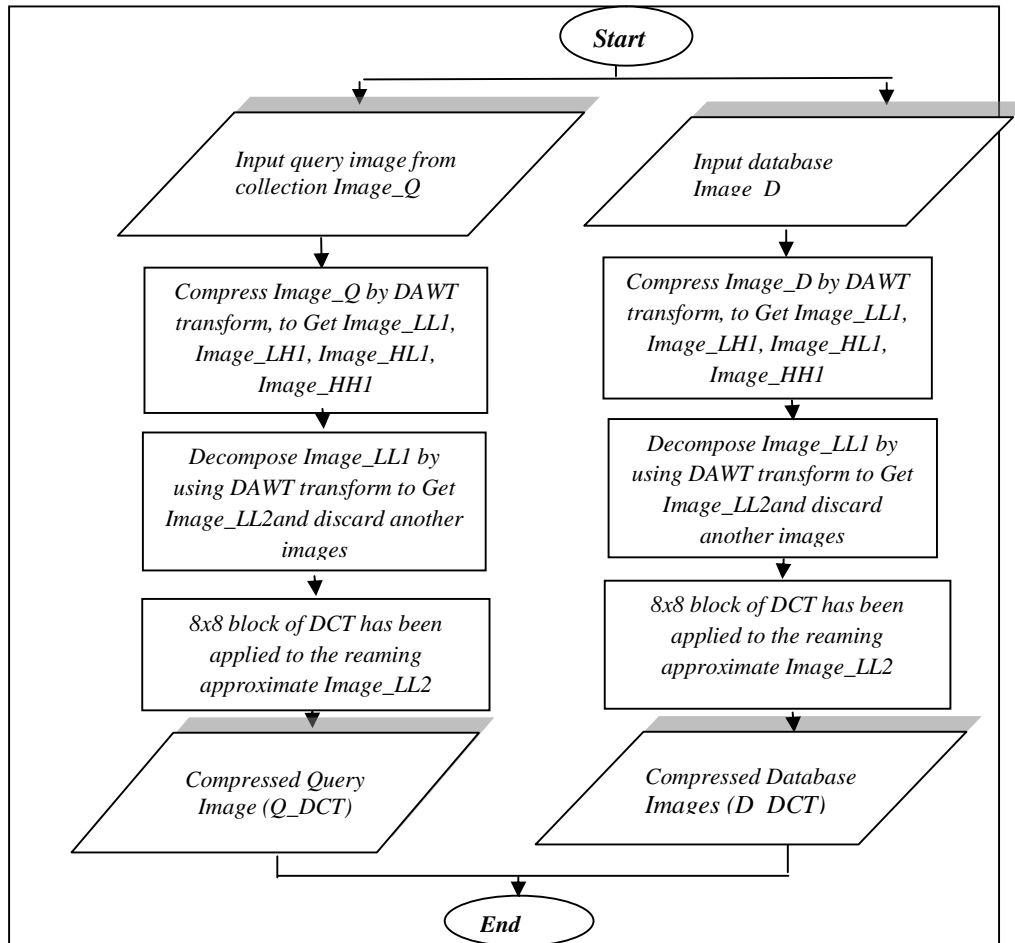 Start
Input query image from
collection Image_Q
Input database
Image_D
Compress Image_Q by DAWT
transform, to Get Image_LL1,
Image_LH1, Image_HL1,
Image_HH1
Compress Image_D by DAWT
transform, to Get Image_LL1,
Image_LH1, Image_HL1,
Image_HH1
Decompose Image_LL1 by
using DAWT transform to Get
Image_LL2and discard another
images
Decompose Image_LL1 by
using DAWT transform to Get
Image_LL2and discard
another images
8x8 block of DCT has been
applied to the reaming
approximate Image_LL2
8x8 block of DCT has been
applied to the reaming
approximate Image_LL2
Compressed Query
Image (Q_DCT)
Compressed Database
Images (D_DCT)
End